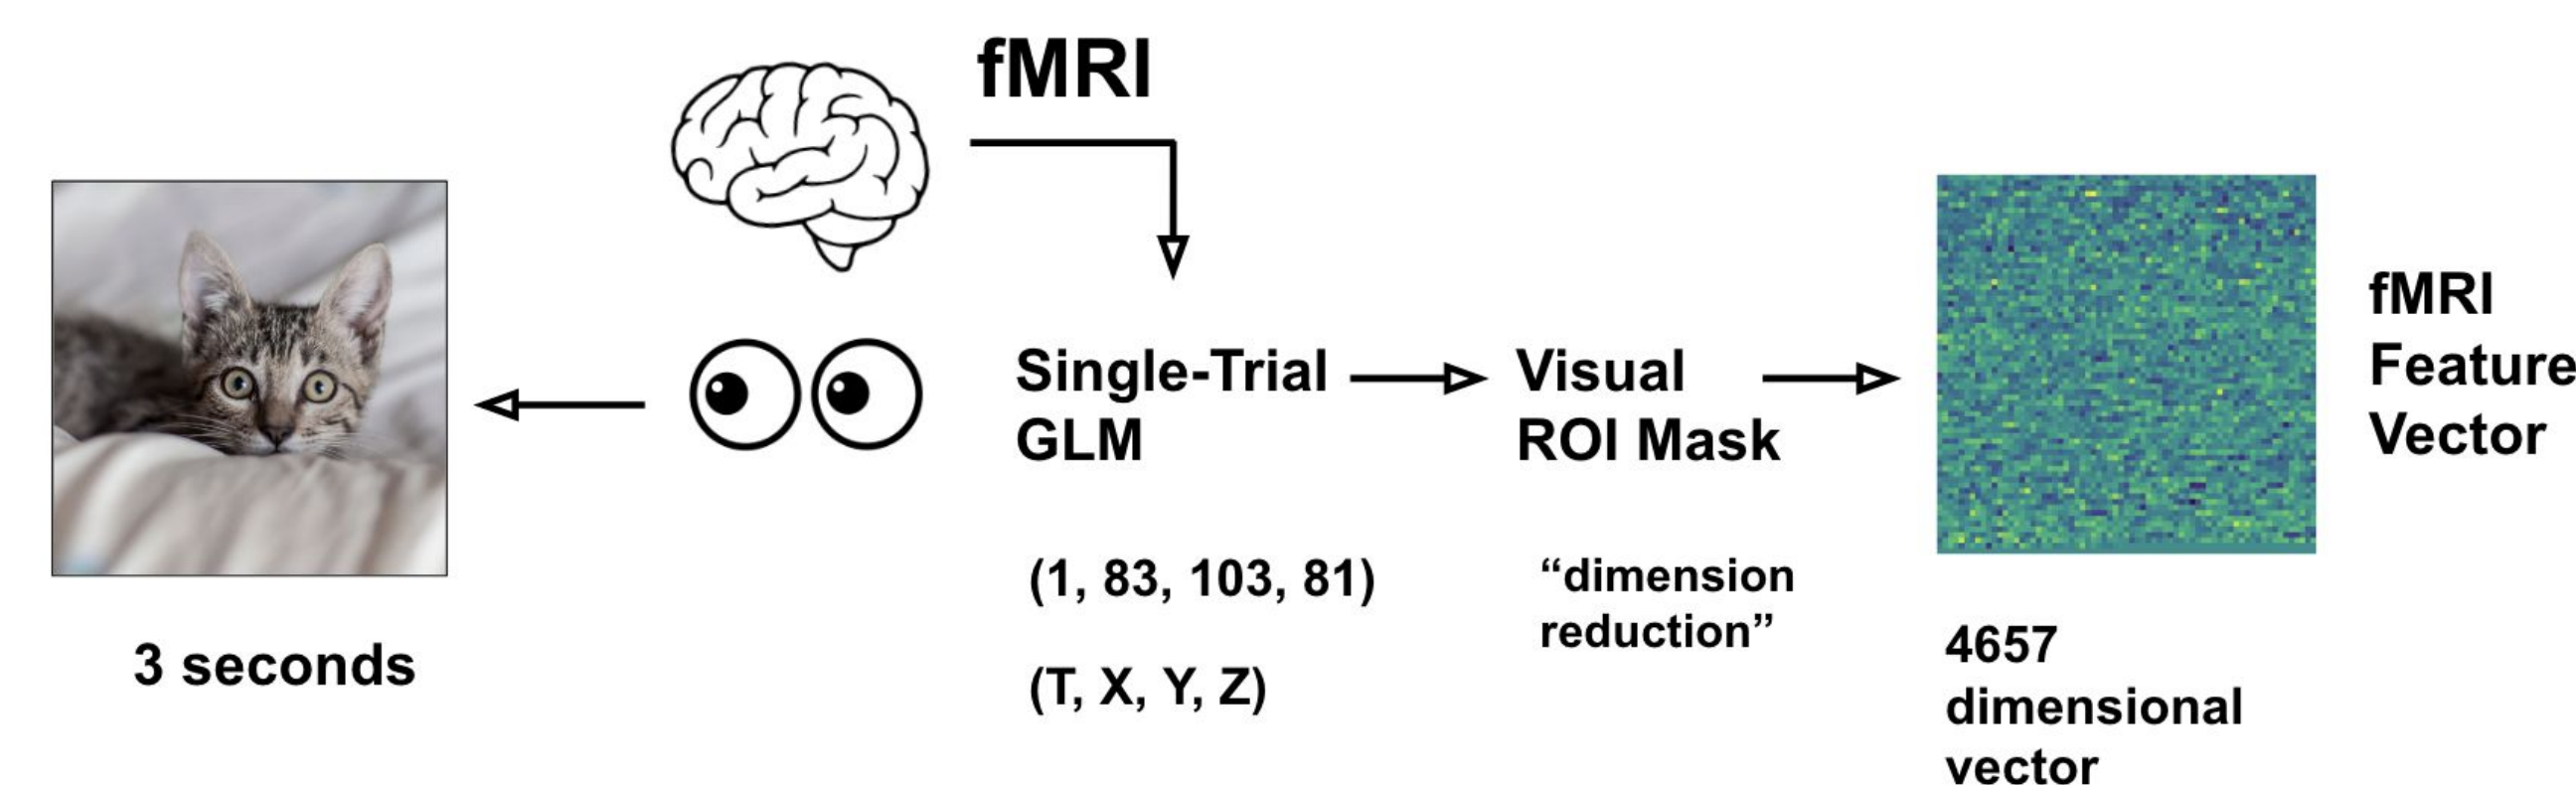 fMRI
3 seconds
Single-Trial
GLM
(1, 83, 103, 81)
(T, X, Y, Z)
Visual
ROI Mask
“dimension
reduction”
4657
dimensional
vector
fMRI
Feature
Vector